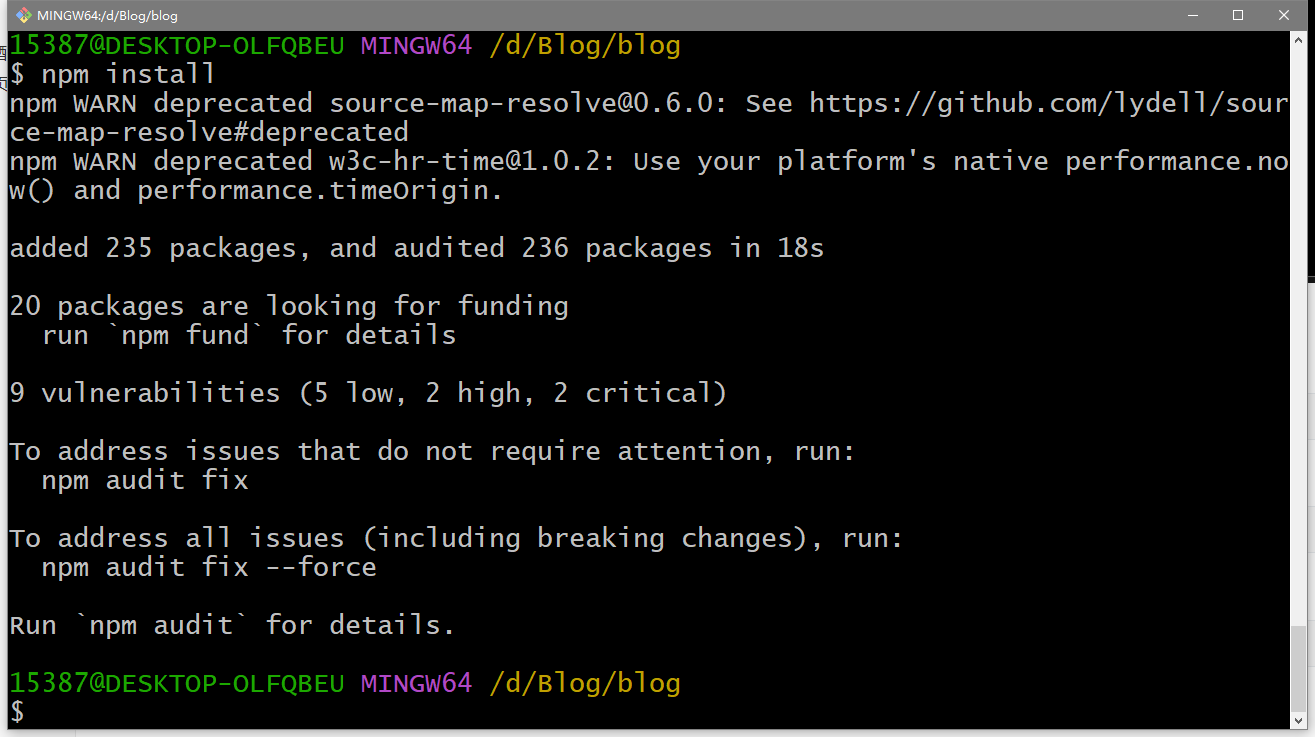 MINGW64:/d/Blog/blog
15387@DESKTOP-OLFQBEU MINGW64 /d/Blog/blog
$ npm install
npm WARN deprecated source-map-resolve@0.6.0: See https://github.com/lydell/sour
ce-map-resolve#deprecated
npm WARN deprecated w3c-hr-time@1.0.2: Use your platform's native performance.no
w() and performance.timeOrigin.
added 235 packages, and audited 236 packages in 18s
20 packages are looking for funding
run `npm fund` for details
9 vulnerabilities (5 low, 2 high, 2 critical)
To address issues that do not require attention, run:
npm audit fix
To address all issues (including breaking changes), run:
npm audit fix --force
Run `npm audit` for details.
15387@DESKTOP-OLFQBEU MINGW64 /d/Blog/blog
$